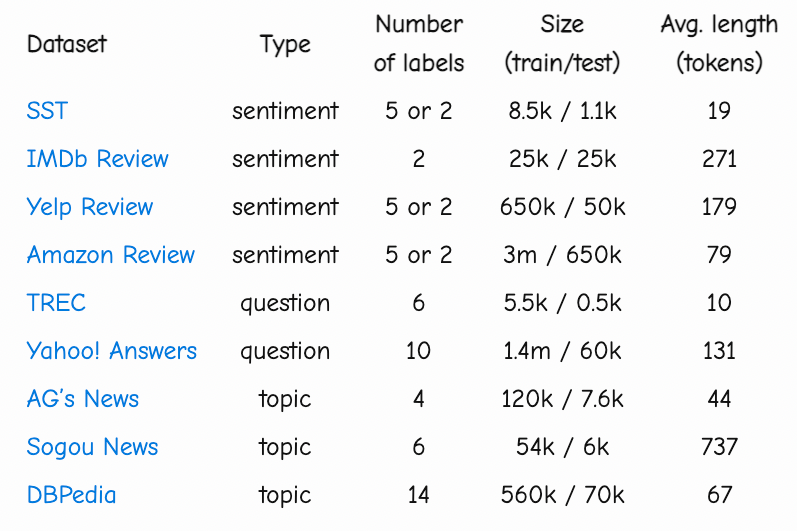 Dataset Type Number of labels Size (train/test) Avg. length (tokens)
SST sentiment 5 or 2 8.5k / 1.1k 19
IMDb Review sentiment 2 25k / 25k 271
Yelp Review sentiment 5 or 2 650k / 50k 179
Amazon Review sentiment 5 or 2 3m / 650k 79
TREC question 6 5.5k / 0.5k 10
Yahoo! Answers question 10 1.4m / 60k 131
AG's News topic 4 120k / 7.6k 44
Sogou News topic 6 54k / 6k 737
DBPedia topic 14 560k / 70k 67